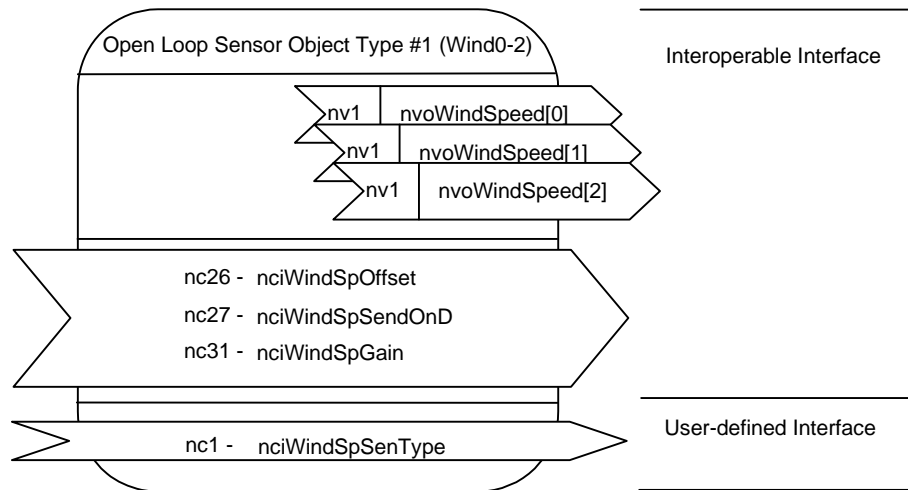 Open Loop Sensor Object Type #1 (Wind0-2)
Interoperable Interface
nv1 nvoWindSpeed[0]
nv1 nvoWindSpeed[1]
nv1 nvoWindSpeed[2]
nc26 - nciWindSpOffset
nc27 - nciWindSpSendOnD
nc31 - nciWindSpGain
User-defined Interface
nc1 - nciWindSpSenType